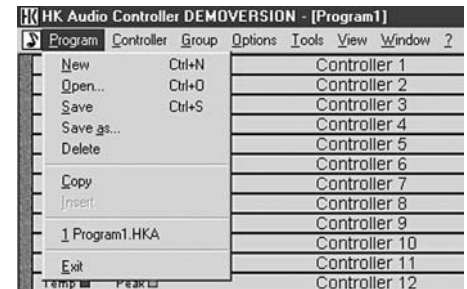 HK HK Audio Controller DEMOVERSION - [Program1]
Program Controller Group Options Tools View Window ?
New Ctrl+N
Open... Ctrl+O
Save Ctrl+S
Save as...
Delete
Copy
Insert
1 Program1.HKA
Exit
Controller 1
Controller 2
Controller 3
Controller 4
Controller 5
Controller 6
Controller 7
Controller 8
Controller 9
Controller 10
Controller 11
Temp Peak Controller 12